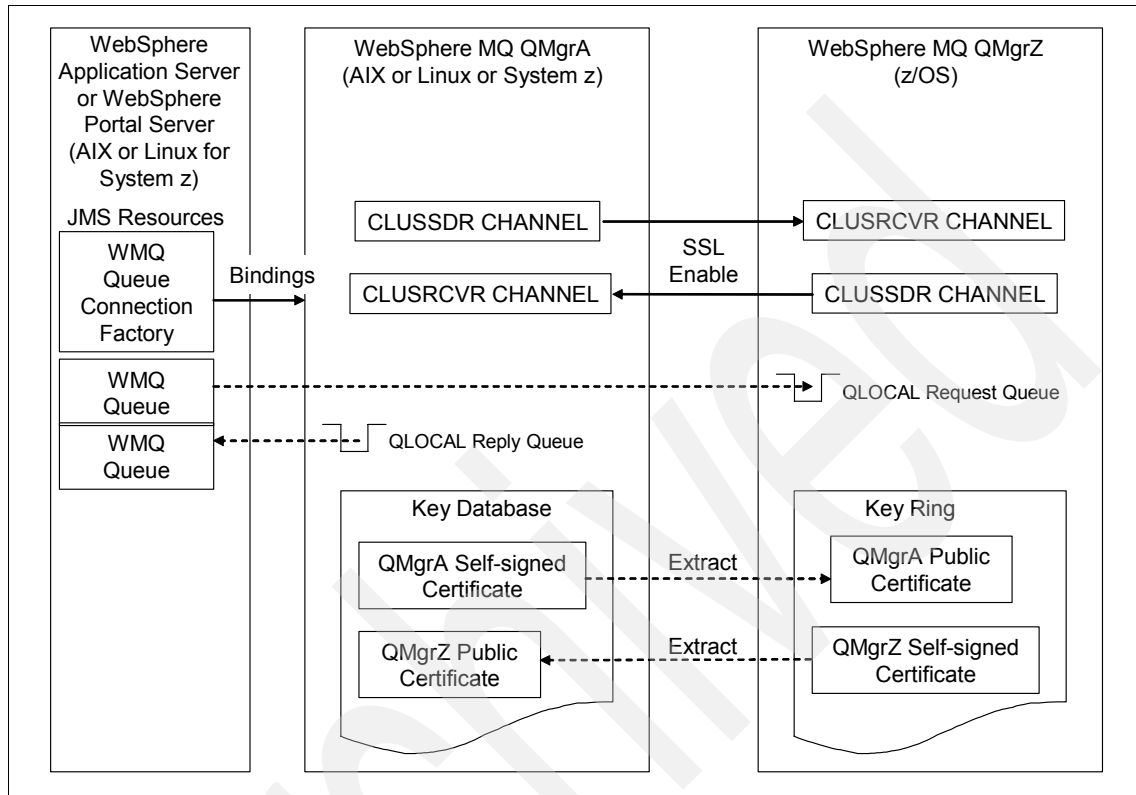 WebSphere
Application Server
or WebSphere
Portal Server
(AIX or Linux for
System z)
JMS Resources
WMQ
Queue
Connection
Factory
WMQ
Queue
WMQ
Queue
Bindings
WebSphere MQ QMgrA
(AIX or Linux or System z)
CLUSSDR CHANNEL
CLUSRCVR CHANNEL
QLOCAL Reply Queue
Key Database
QMgrA Self-signed
Certificate
QMgrZ Public
Certificate
SSL
Enable
Extract
Extract
WebSphere MQ QMgrZ
(z/OS)
CLUSRCVR CHANNEL
CLUSSDR CHANNEL
QLOCAL Request Queue
Key Ring
QMgrA Public
Certificate
QMgrZ Self-signed
Certificate